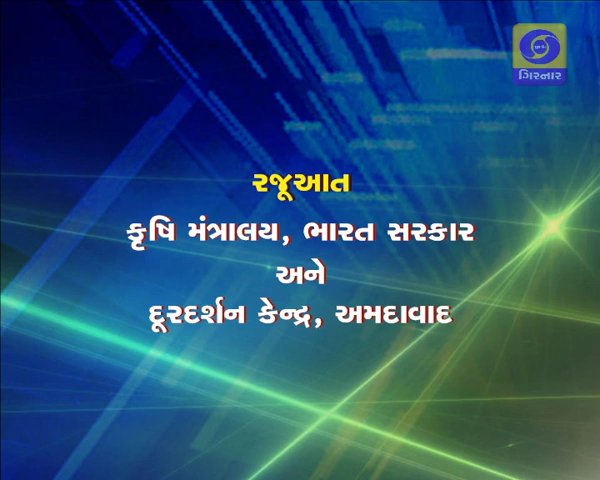 ગિરનાર
રજૂઆત
કૃષિ મંત્રાલય, ભારત સરકાર
અને
દૂરદર્શન કેન્દ્ર, અમદાવાદ